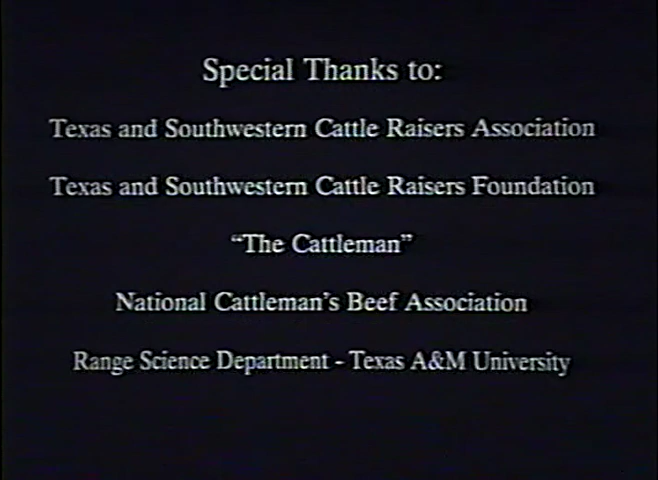 Special Thanks to:
Texas and Southwestern Cattle Raisers Association
Texas and Southwestern Cattle Raisers Foundation
“The Cattleman”
National Cattleman's Beef Association
Range Science Department - Texas A&M University